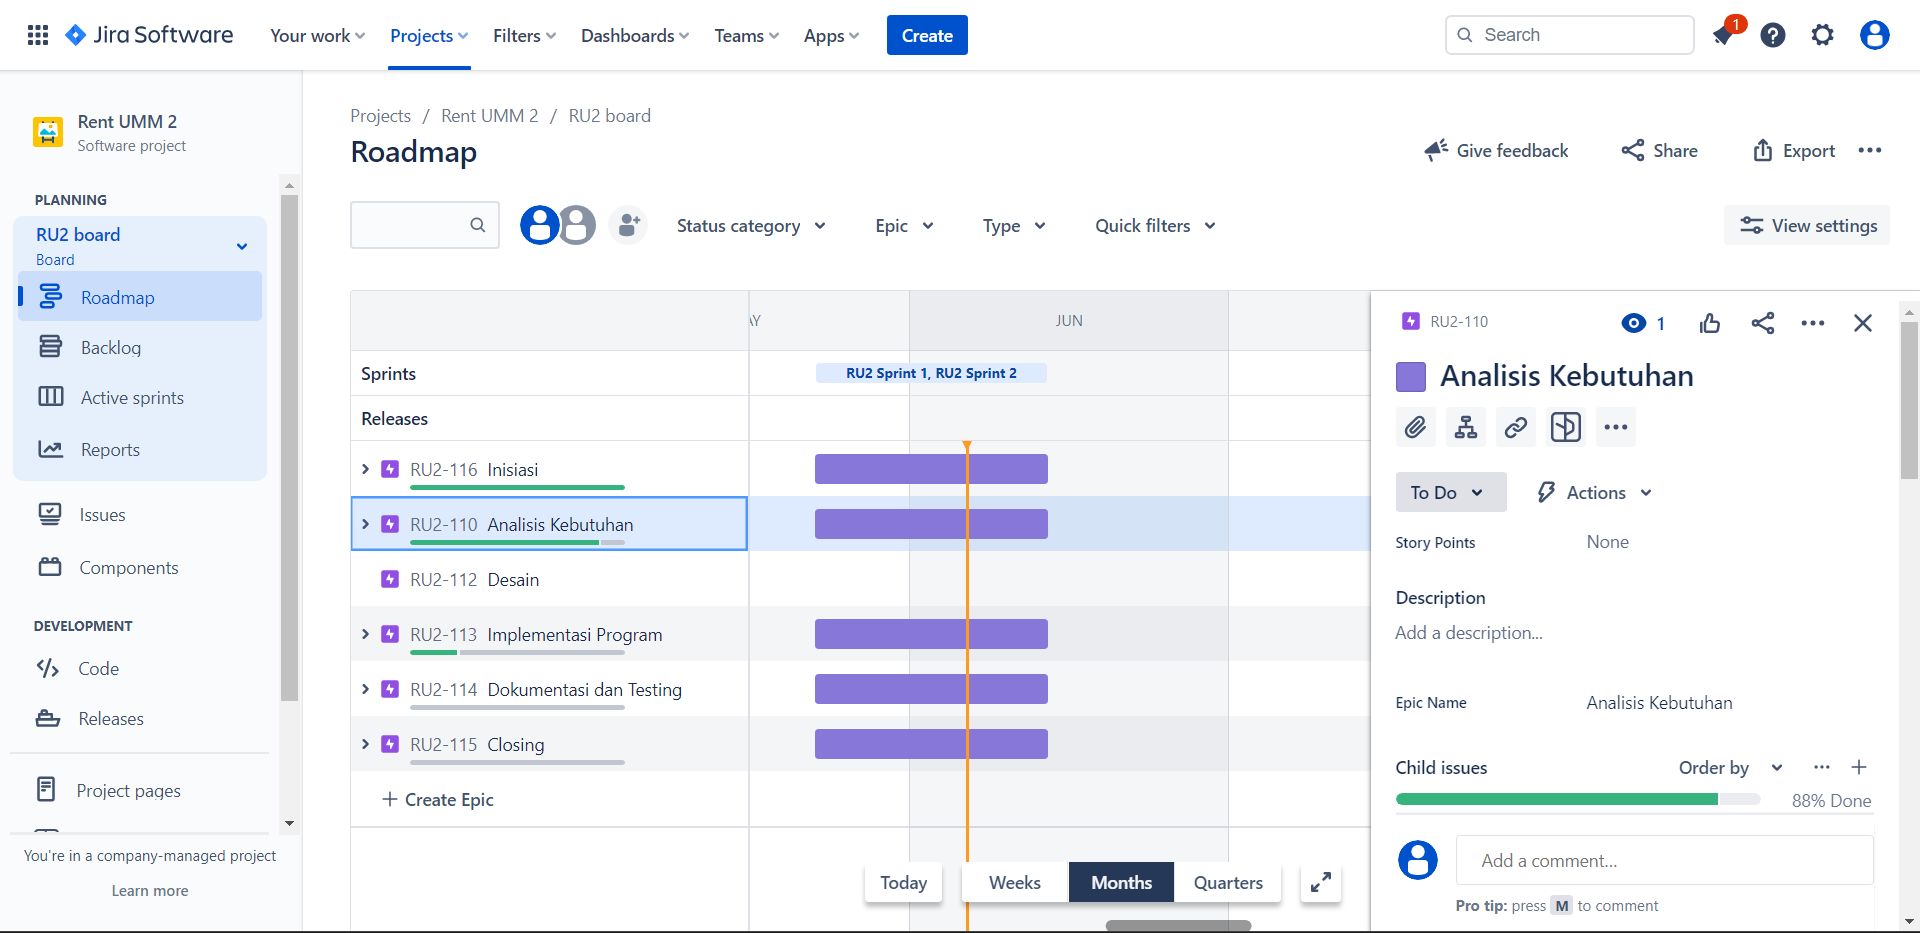 Jira Software
Your work
Projects
Filters
Dashboards
Teams
Apps
Create
Search
1
Rent UMM 2
Software project
PLANNING
RU2 board
Board
Roadmap
Backlog
Active sprints
Reports
Issues
Components
DEVELOPMENT
Code
Releases
Project pages
You're in a company-managed project
Learn more
Projects / Rent UMM 2 / RU2 board
Roadmap
Give feedback
Share
Export
Status category
Epic
Type
Quick filters
View settings
AY
JUN
Sprints
RU2 Sprint 1, RU2 Sprint 2
Releases
RU2-116 Inisiasi
RU2-110 Analisis Kebutuhan
RU2-112 Desain
RU2-113 Implementasi Program
RU2-114 Dokumentasi dan Testing
RU2-115 Closing
Create Epic
Today
Weeks
Months
Quarters
RU2-110
1
Analisis Kebutuhan
To Do
Actions
Story Points
None
Description
Add a description...
Epic Name
Analisis Kebutuhan
Child issues
Order by
88% Done
Add a comment...
Pro tip: press M to comment